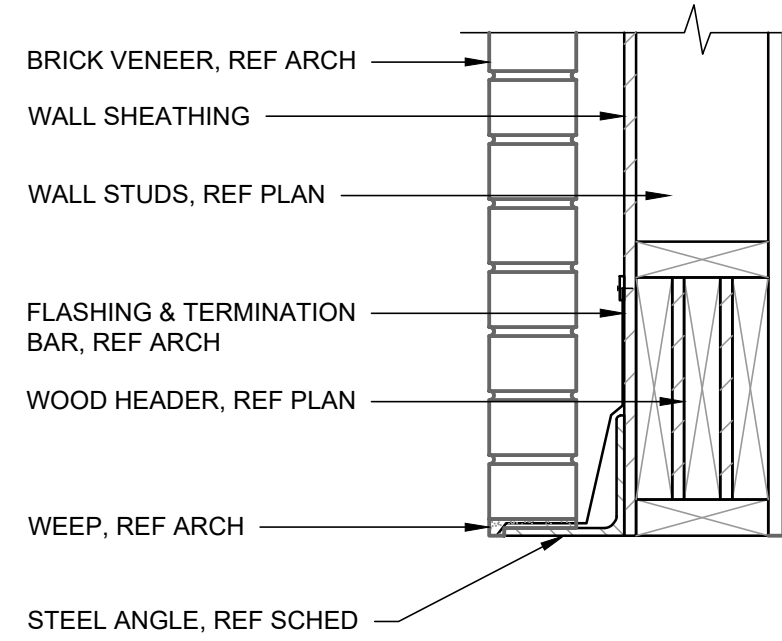 BRICK VENEER, REF ARCH
WALL SHEATHING
WALL STUDS, REF PLAN
FLASHING & TERMINATION
BAR, REF ARCH
WOOD HEADER, REF PLAN
WEEP, REF ARCH
STEEL ANGLE, REF SCHED